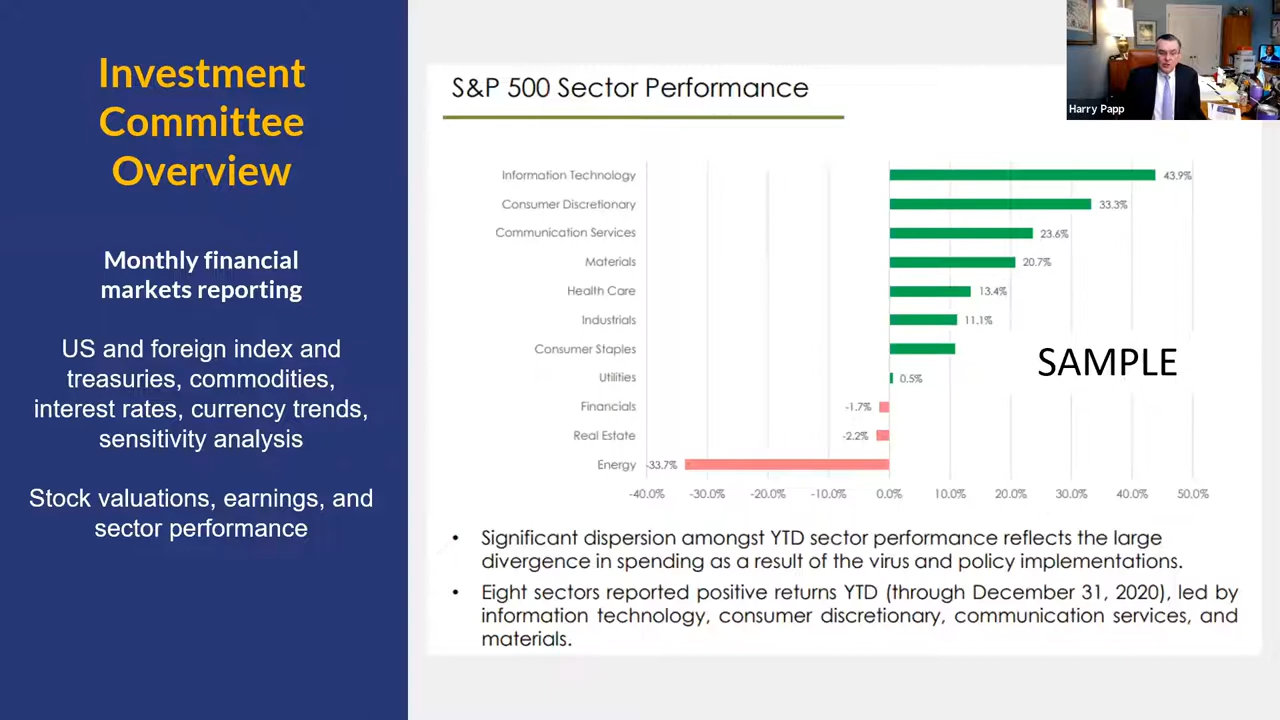 Investment
Committee
Overview
Monthly financial
markets reporting
US and foreign index and
treasuries, commodities,
interest rates, currency trends,
sensitivity analysis
Stock valuations, earnings, and
sector performance
S&P 500 Sector Performance
Information Technology 43.9%
Consumer Discretionary 33.3%
Communication Services 23.6%
Materials 20.7%
Health Care 13.4%
Industrials 11.1%
Consumer Staples
Utilities 0.5%
Financials -1.7%
Real Estate -2.2%
Energy -33.7%
-40.0% -30.0% -20.0% -10.0% 0.0% 10.0% 20.0% 30.0% 40.0% 50.0%
SAMPLE
• Significant dispersion amongst YTD sector performance reflects the large
divergence in spending as a result of the virus and policy implementations.
• Eight sectors reported positive returns YTD (through December 31, 2020), led by
information technology, consumer discretionary, communication services, and
materials.
Harry Papp